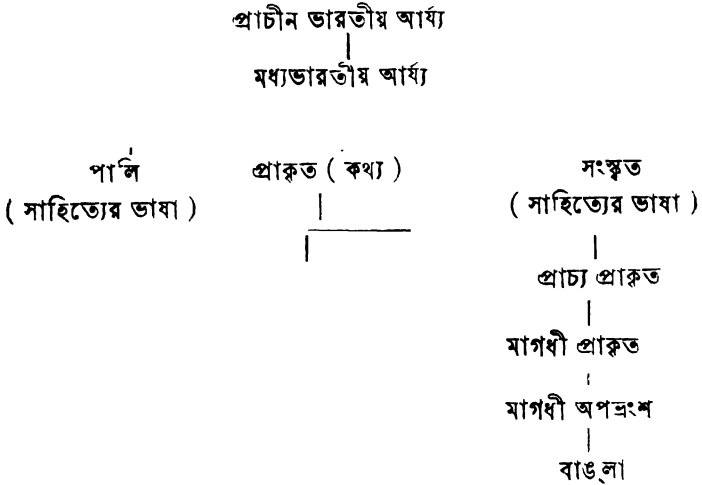 প্রাচীন ভারতীয় আর্য্য
মধ্যভারতীয় আর্য্য
পালি প্রাকৃত ( কথ্য ) সংস্কৃত
( সাহিত্যের ভাষা ) ( সাহিত্যের ভাষা )
প্রাচ্য প্রাকৃত
মাগধী প্রাকৃত
মাগধী অপভ্রংশ
বাঙ্‌লা